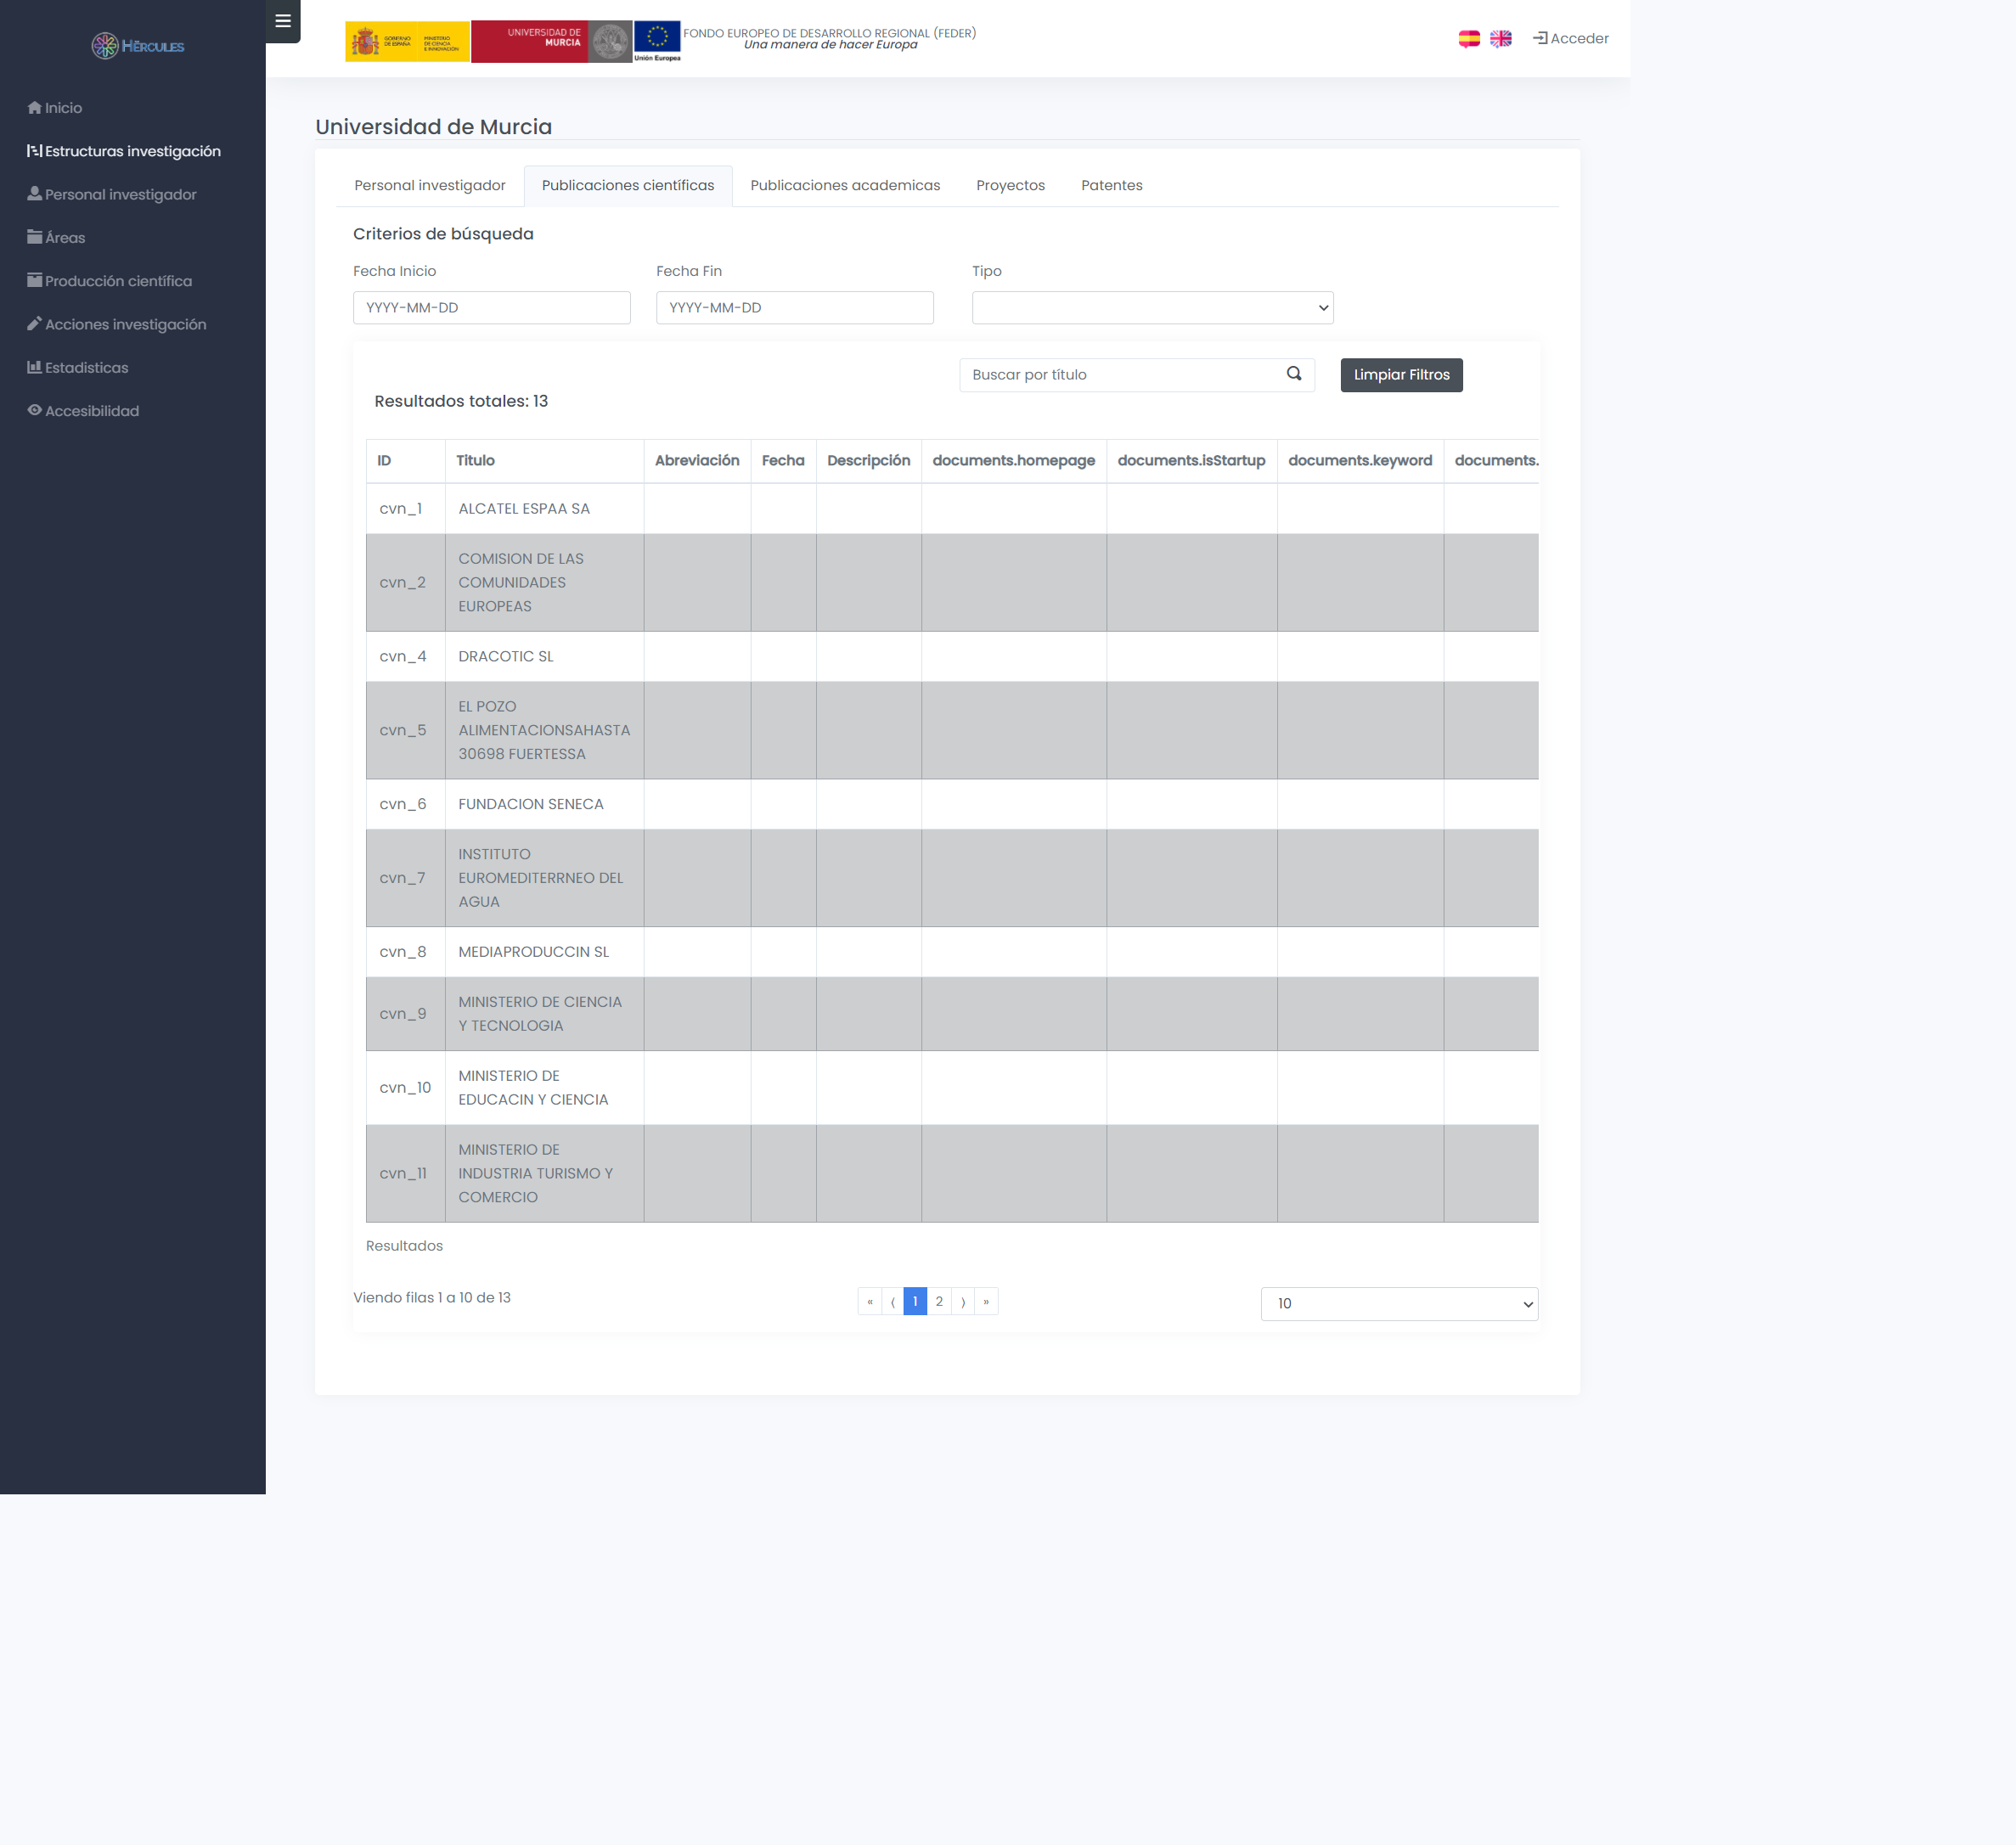 HÉRCULES
Inicio
Estructuras investigación
Personal investigador
Áreas
Producción científica
Acciones investigación
Estadisticas
Accesibilidad
GOBIERNO DE ESPAÑA
MINISTERIO DE CIENCIA E INNOVACIÓN
UNIVERSIDAD DE
MURCIA
Unión Europea
FONDO EUROPEO DE DESARROLLO REGIONAL (FEDER)
Una manera de hacer Europa
Acceder
Universidad de Murcia
Personal investigador Publicaciones científicas Publicaciones academicas Proyectos Patentes
Criterios de búsqueda
Fecha Inicio Fecha Fin Tipo
YYYY-MM-DD YYYY-MM-DD
Buscar por título Limpiar Filtros
Resultados totales: 13
ID Titulo Abreviación Fecha Descripción documents.homepage documents.isStartup documents.keyword documents.
cvn_1 ALCATEL ESPAA SA
cvn_2 COMISION DE LAS
COMUNIDADES
EUROPEAS
cvn_4 DRACOTIC SL
cvn_5 EL POZO
ALIMENTACIONSAHASTA
30698 FUERTESSA
cvn_6 FUNDACION SENECA
cvn_7 INSTITUTO
EUROMEDITERRNEO DEL
AGUA
cvn_8 MEDIAPRODUCCIN SL
cvn_9 MINISTERIO DE CIENCIA
Y TECNOLOGIA
cvn_10 MINISTERIO DE
EDUCACIN Y CIENCIA
cvn_11 MINISTERIO DE
INDUSTRIA TURISMO Y
COMERCIO
Resultados
Viendo filas 1 a 10 de 13 « ⟨ 1 2 ⟩ » 10